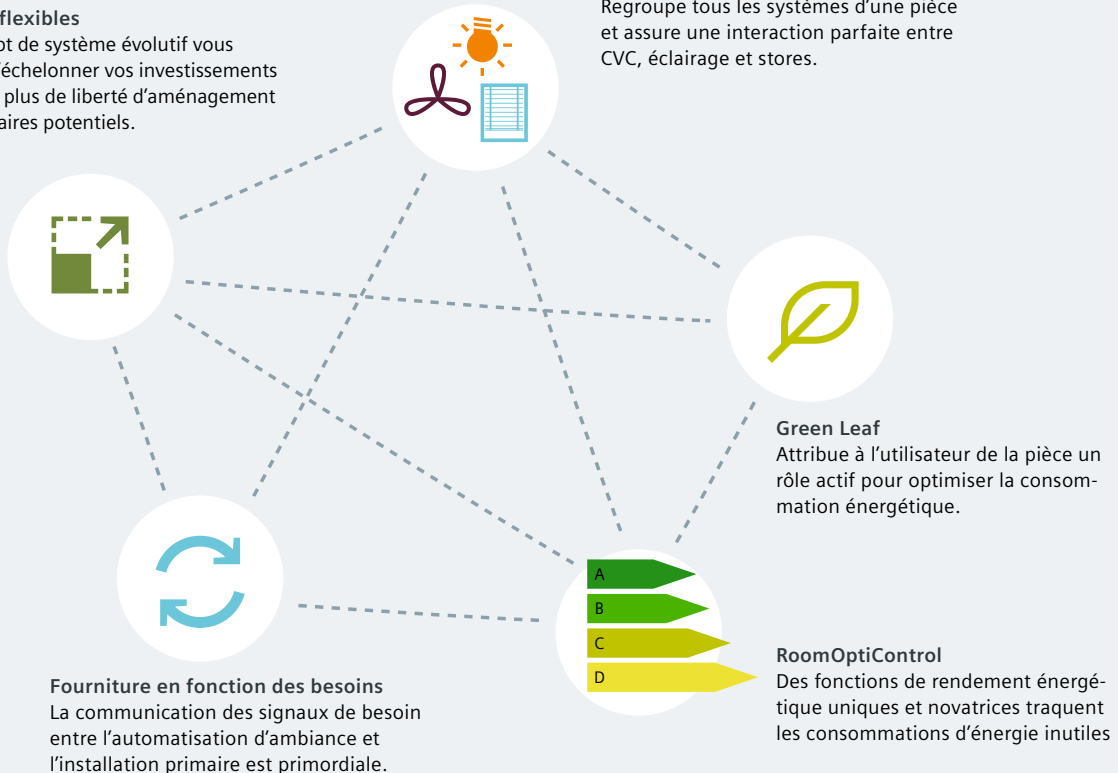 flexibles
pt de système évolutif vous
’échelonner vos investissements
plus de liberté d’aménagement
aires potentiels.
Regroupe tous les systèmes d’une pièce
et assure une interaction parfaite entre
CVC, éclairage et stores.
Green Leaf
Attribue à l’utilisateur de la pièce un
rôle actif pour optimiser la consom-
mation énergétique.
A
B
C
D
RoomOptiControl
Des fonctions de rendement énergé-
tique uniques et novatrices traquent
les consommations d’énergie inutiles
Fourniture en fonction des besoins
La communication des signaux de besoin
entre l’automatisation d’ambiance et
l’installation primaire est primordiale.